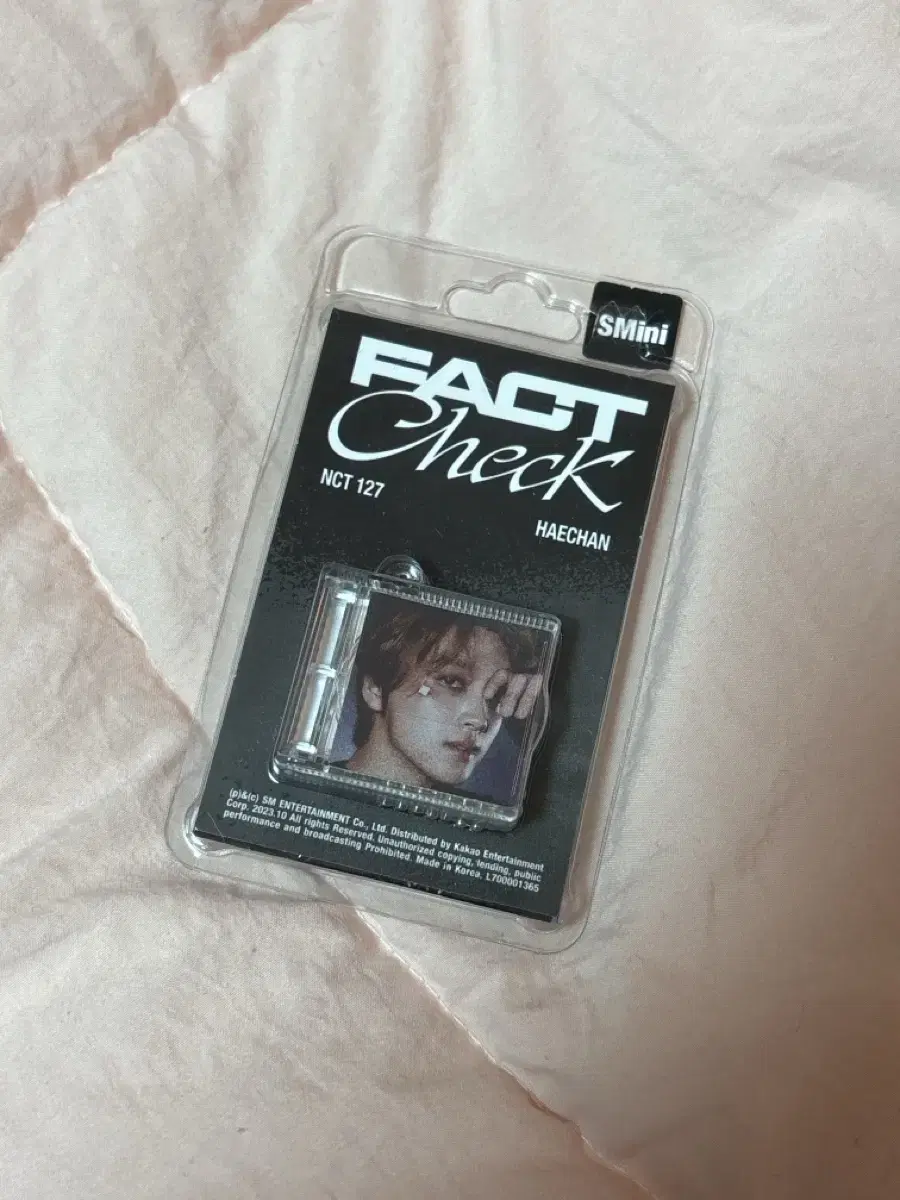 SMini
FACT
Check
NCT 127
HAECHAN
(p)&(c) SM ENTERTAINMENT Co., Ltd. Distributed by Kakao Entertainment
Corp. 2023.10 All rights Reserved. Unauthorized copying, lending, public
performance and broadcasting Prohibited. Made in Korea. L700001365